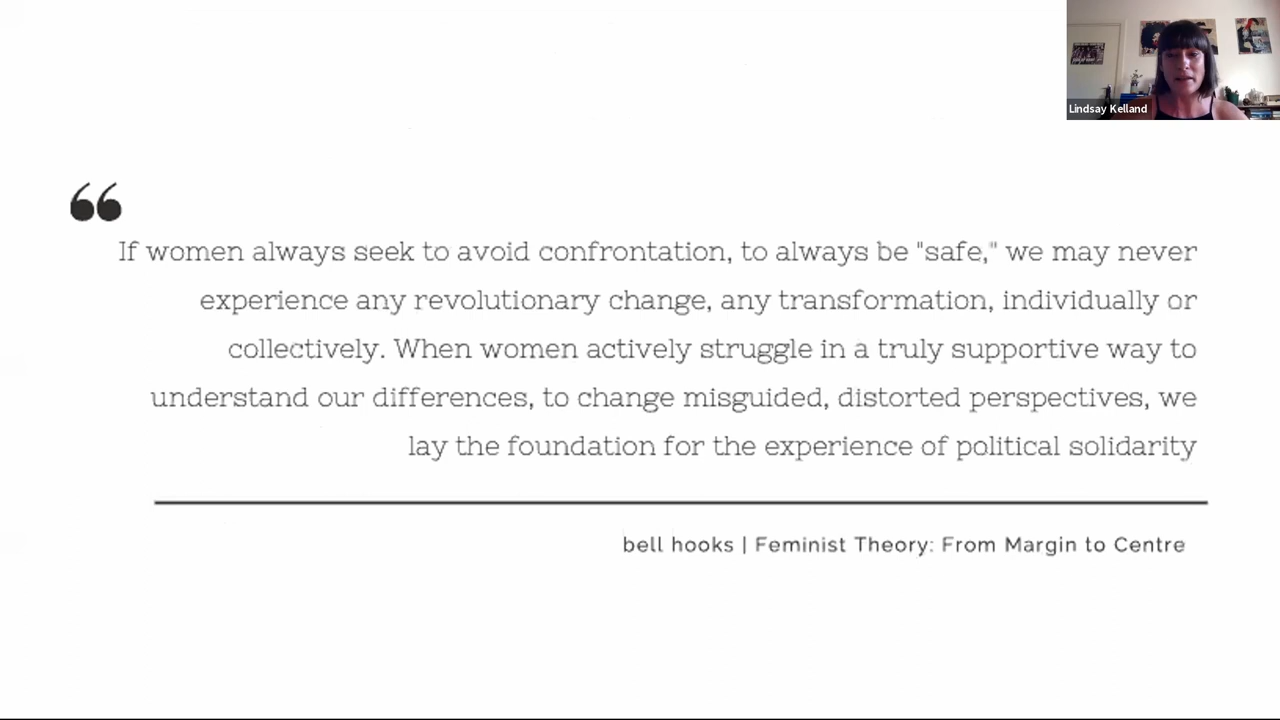 Lindsay Kelland
“
If women always seek to avoid confrontation, to always be "safe," we may never
experience any revolutionary change, any transformation, individually or
collectively. When women actively struggle in a truly supportive way to
understand our differences, to change misguided, distorted perspectives, we
lay the foundation for the experience of political solidarity
bell hooks | Feminist Theory: From Margin to Centre